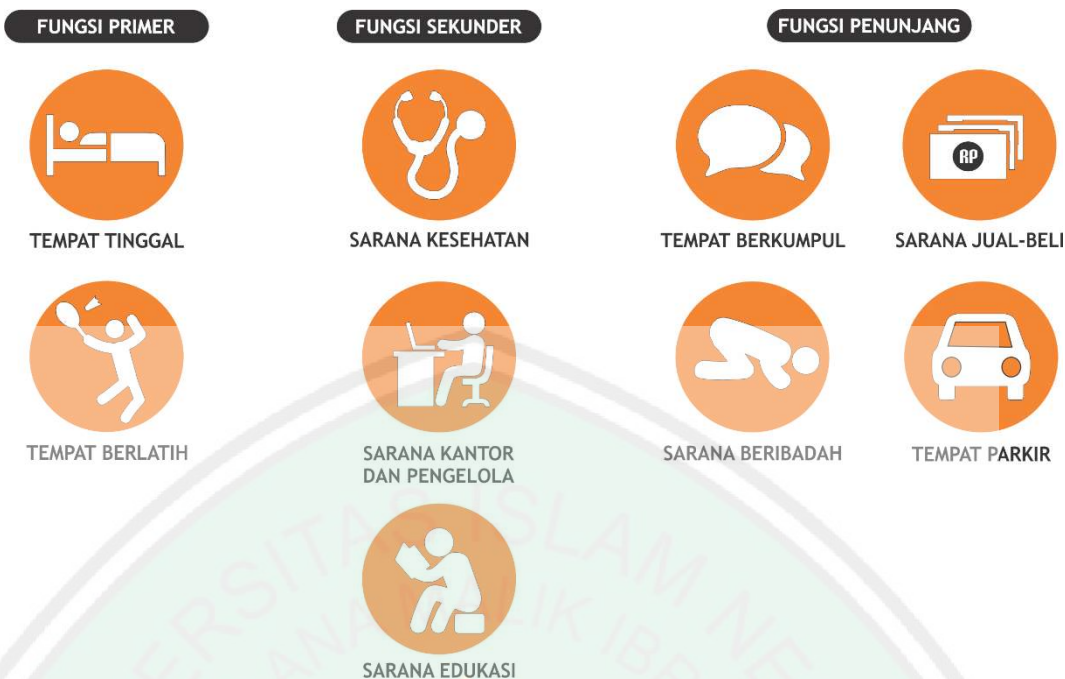 FUNGSI PRIMER
FUNGSI SEKUNDER
FUNGSI PENUNJANG
RP
TEMPAT TINGGAL
SARANA KESEHATAN
TEMPAT BERKUMPUL
SARANA JUAL-BELI
TEMPAT BERLATIH
SARANA KANTOR
DAN PENGELOLA
SARANA BERIBADAH
TEMPAT PARKIR
SARANA EDUKASI